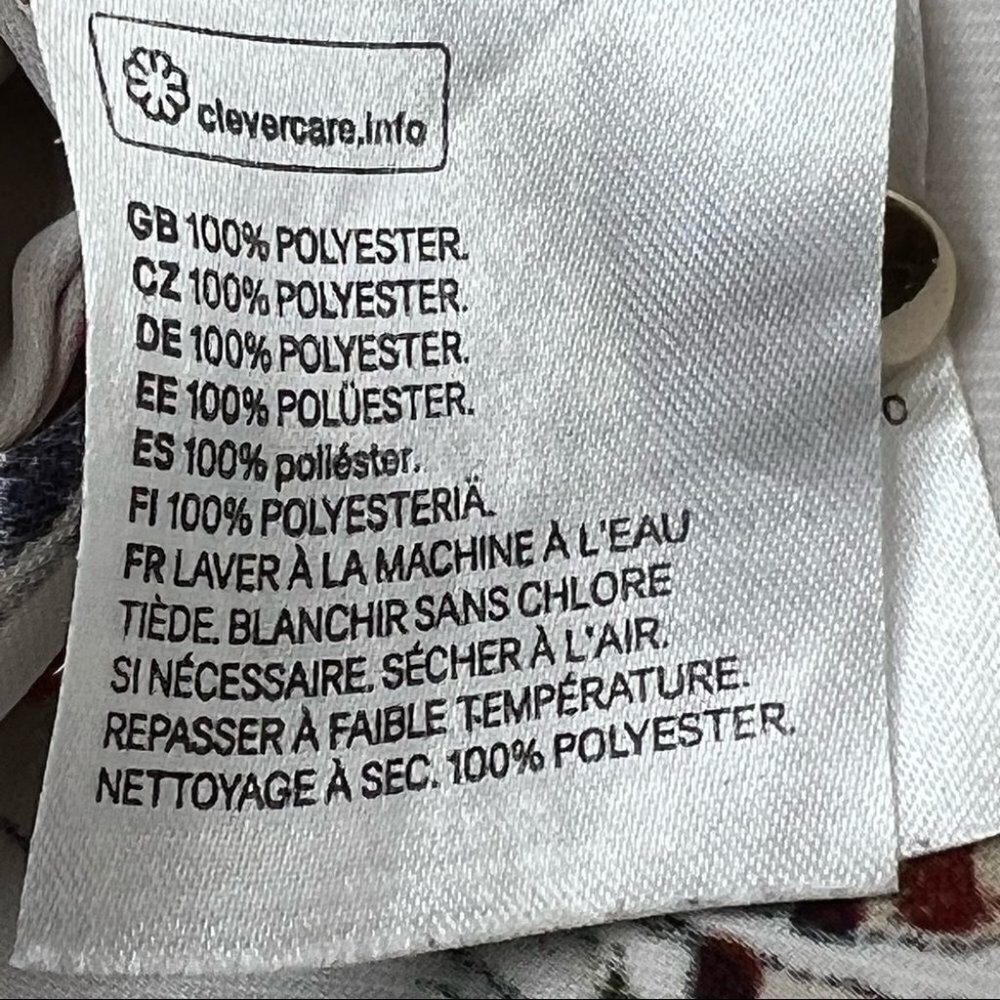 clevercare.info
GB 100% POLYESTER.
CZ 100% POLYESTER.
DE 100% POLYESTER.
EE 100% POLÜESTER.
ES 100% poliéster.
FI 100% POLYESTERIÄ.
FR LAVER À LA MACHINE À L'EAU
TIÈDE. BLANCHIR SANS CHLORE
SI NÉCESSAIRE. SÉCHER À L'AIR.
REPASSER À FAIBLE TEMPÉRATURE.
NETTOYAGE À SEC. 100% POLYESTER.